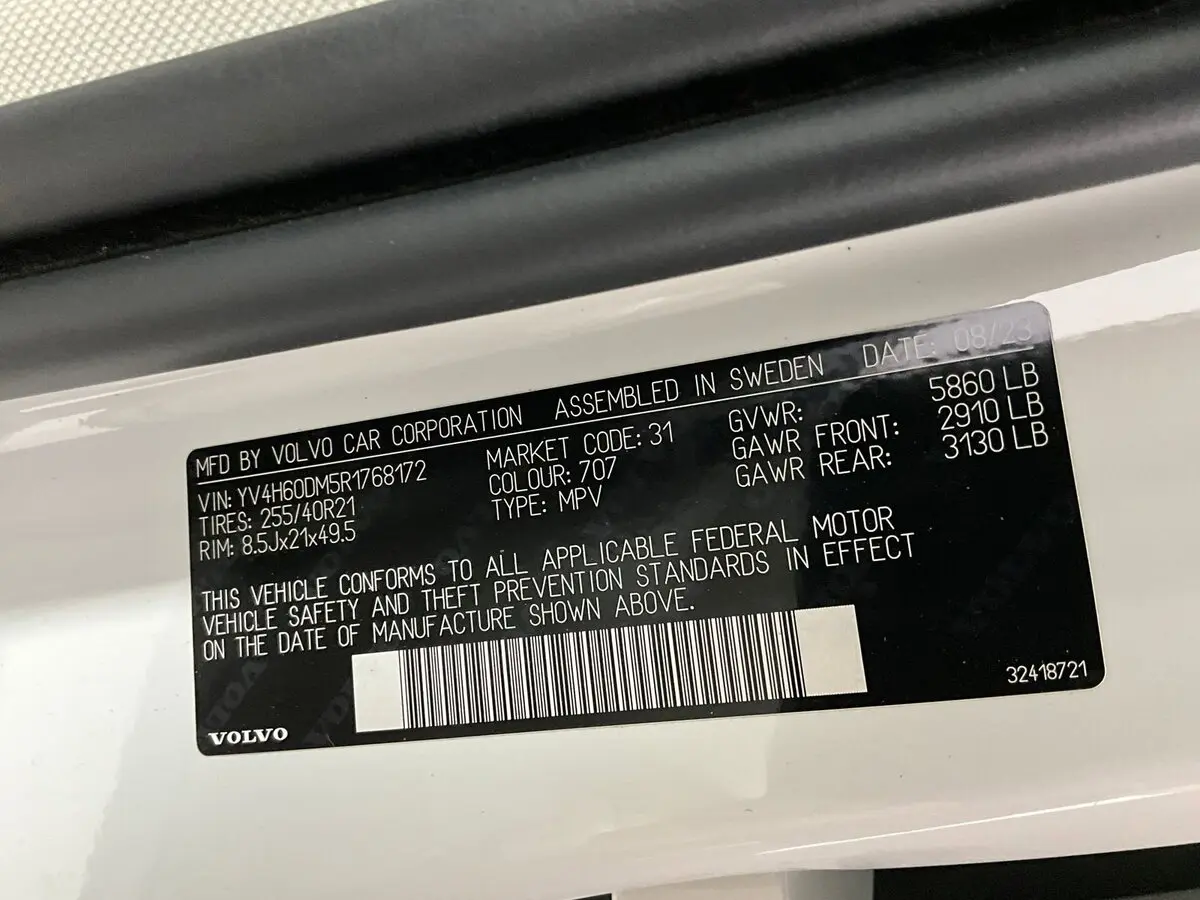 MFD BY VOLVO CAR CORPORATION ASSEMBLED IN SWEDEN DATE: 08/23
VIN: YV4H60DM5R1768172 MARKET CODE: 31 GVWR: 5860 LB
TIRES: 255/40R21 COLOUR: 707 GAWR FRONT: 2910 LB
RIM: 8.5Jx21x49.5 TYPE: MPV GAWR REAR: 3130 LB
THIS VEHICLE CONFORMS TO ALL APPLICABLE FEDERAL MOTOR
VEHICLE SAFETY AND THEFT PREVENTION STANDARDS IN EFFECT
ON THE DATE OF MANUFACTURE SHOWN ABOVE.
32418721
VOLVO